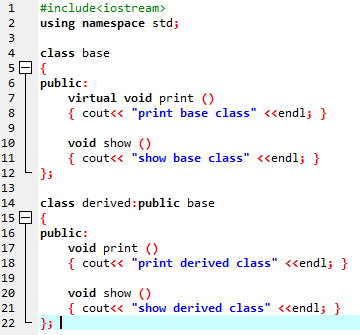 1 #include<iostream>
2 using namespace std;
3
4 class base
5 {
6 public:
7 virtual void print ()
8 { cout<< "print base class" <<endl; }
9
10 void show ()
11 { cout<< "show base class" <<endl; }
12 };
13
14 class derived:public base
15 {
16 public:
17 void print ()
18 { cout<< "print derived class" <<endl; }
19
20 void show ()
21 { cout<< "show derived class" <<endl; }
22 };